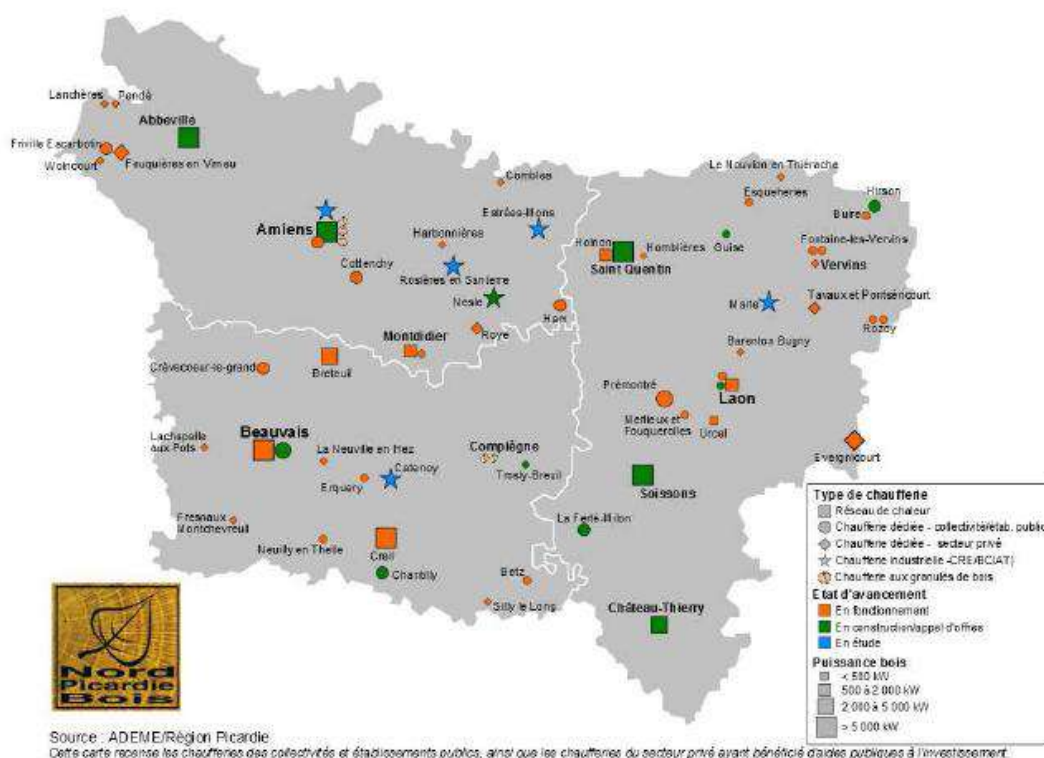 Lanchères
Pendé
Abbeville
Friville Escarbotin
Woincourt
Feuquières en Vimeu
Combles
Estrées-Mons
Amiens
Harbonnières
Cottenchy
Rosières en Santerre
Nesle
Ham
Montdidier
Roye
Le Nouvion en Thiérache
Esquéhéries
Hirson
Buire
Guise
Fontaine-les-Vervins
Holnon
Homblières
Saint Quentin
Vervins
Marle
Tavaux et Pontséricourt
Rozoy
Barenton Bugny
Prémontré
Laon
Merlieux et
Fouquerolles
Urcel
Evergnicourt
Soissons
La Ferté-Milon
Château-Thierry
Crèvecoeur-le-grand
Breteuil
Beauvais
Lachapelle
aux-Pots
La Neuville en Hez
Catenoy
Erquery
Compiègne
Trosly-Breuil
Fresnaux
Montchevreuil
Neuilly en Thelle
Creil
Chantilly
Betz
Silly le Long
Type de chaufferie
Réseau de chaleur
Chaufferie dédiée - collectivité/étab. public
Chaufferie dédiée - secteur privé
Chaufferie industrielle -CRE/BCIAT)
Chaufferie aux granulés de bois
Etat d'avancement
En fonctionnement
En construction/appel d'offres
En étude
Puissance bois
< 500 kW
500 à 2 000 kW
2 000 à 5 000 kW
> 5 000 kW
Nord
Picardie
Bois
Source : ADEME/Région Picardie
Cette carte recense les chaufferies des collectivités et établissements publics, ainsi que les chaufferies du secteur privé ayant bénéficié d'aides publiques à l'investissement.